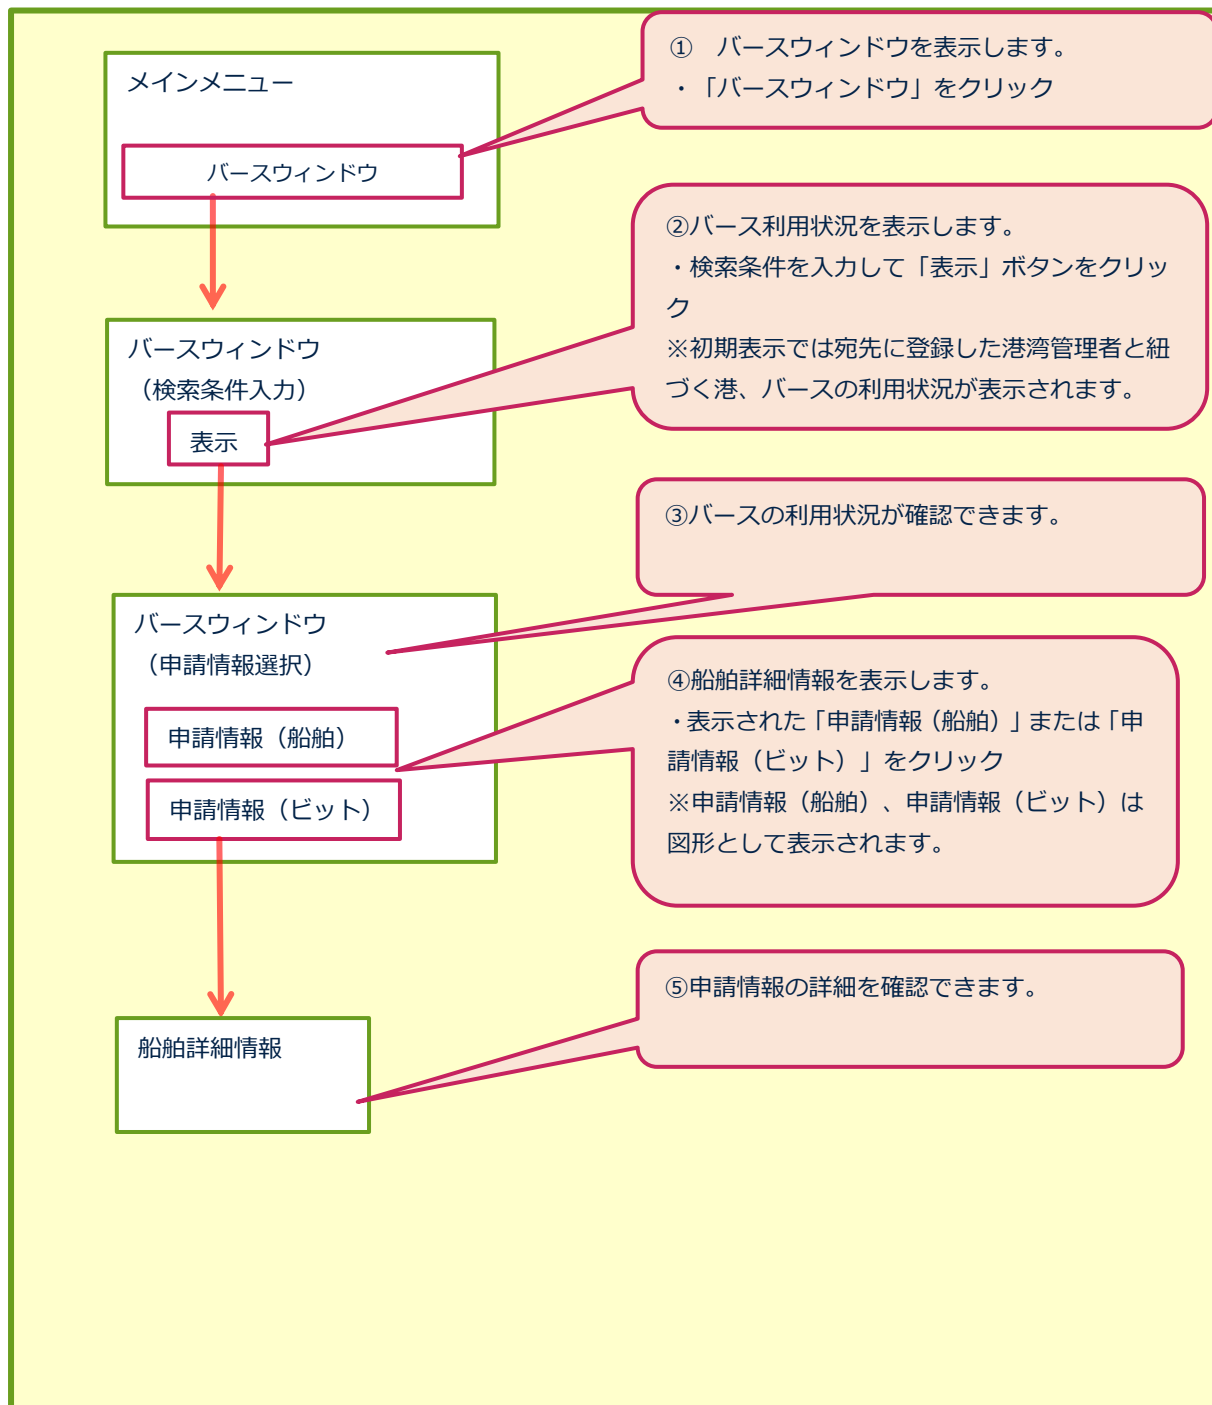 メインメニュー
バースウィンドウ
① バースウィンドウを表示します。
・「バースウィンドウ」をクリック
バースウィンドウ
（検索条件入力）
表示
②バース利用状況を表示します。
・検索条件を入力して「表示」ボタンをクリッ
ク
※初期表示では宛先に登録した港湾管理者と紐
づく港、バースの利用状況が表示されます。
③バースの利用状況が確認できます。
バースウィンドウ
（申請情報選択）
申請情報（船舶）
申請情報（ビット）
④船舶詳細情報を表示します。
・表示された「申請情報（船舶）」または「申
請情報（ビット）」をクリック
※申請情報（船舶）、申請情報（ビット）は
図形として表示されます。
船舶詳細情報
⑤申請情報の詳細を確認できます。